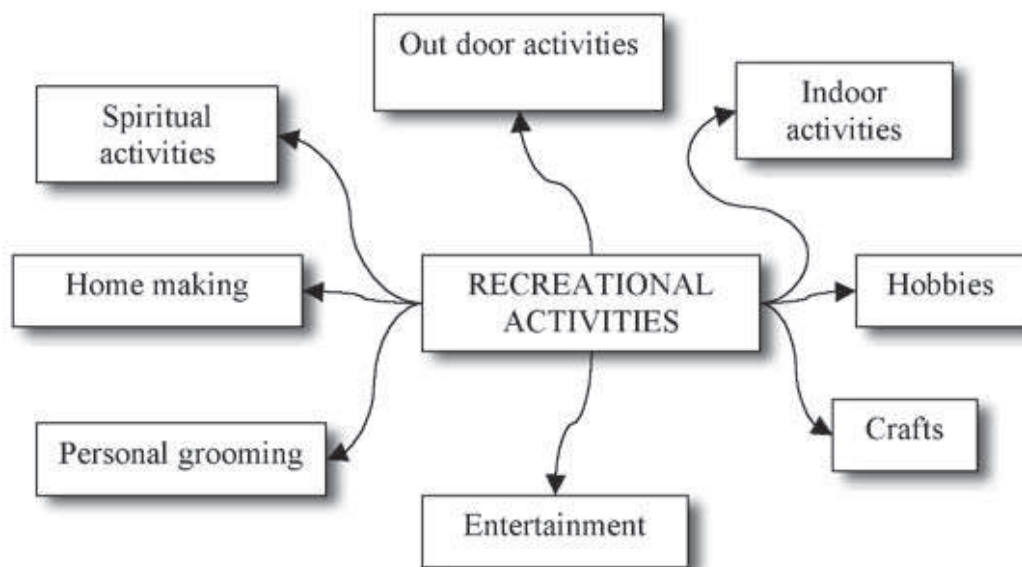 Out door activities
Spiritual
activities
Indoor
activities
Home making
RECREATIONAL
ACTIVITIES
Hobbies
Personal grooming
Crafts
Entertainment